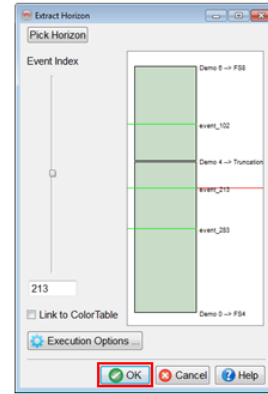 Extract Horizon
Pick Horizon
Event Index
Demo 6 --> FS8
event_102
Demo 4 --> Truncation
event_213
event_283
213
Demo 0 --> FS4
Link to ColorTable
Execution Options ...
OK
Cancel
Help